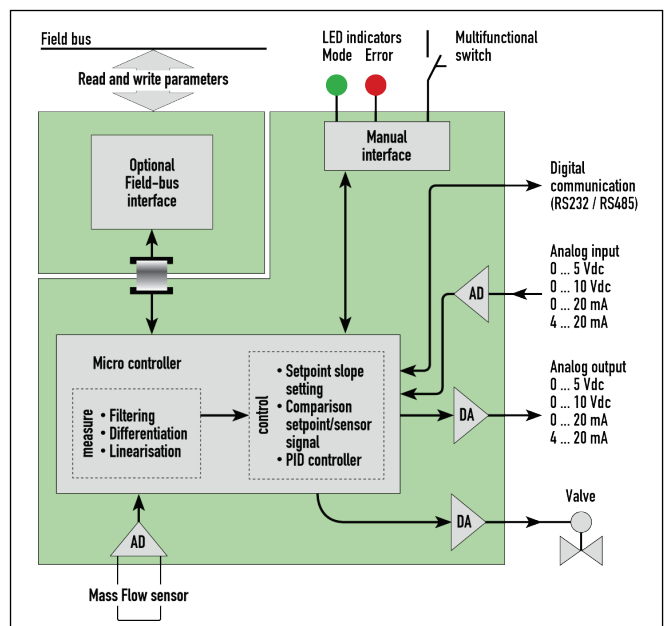 Field bus
Read and write parameters
LED indicators
Mode Error
Multifunctional
switch
Manual
interface
Optional
Field-bus
interface
Digital
communication
(RS232 / RS485)
Analog input
0 ... 5 Vdc
0 ... 10 Vdc
0 ... 20 mA
4 ... 20 mA
AD
Micro controller
measure
• Filtering
• Differentiation
• Linearisation
control
• Setpoint slope
setting
• Comparison
setpoint/sensor
signal
• PID controller
Analog output
0 ... 5 Vdc
0 ... 10 Vdc
0 ... 20 mA
4 ... 20 mA
DA
DA
Valve
AD
Mass Flow sensor